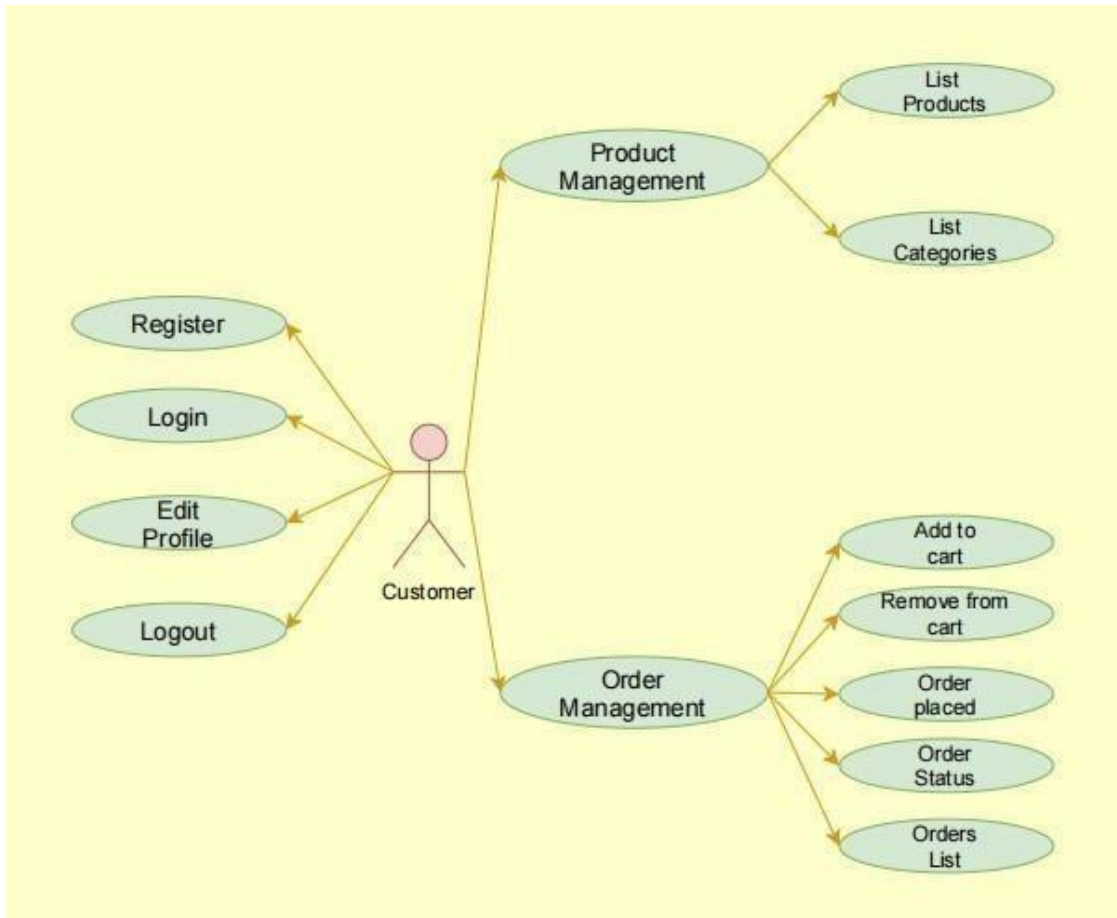 List
Products
Product
Management
List
Categories
Register
Login
Edit
Profile
Logout
Customer
Add to
cart
Remove from
cart
Order
Management
Order
placed
Order
Status
Orders
List